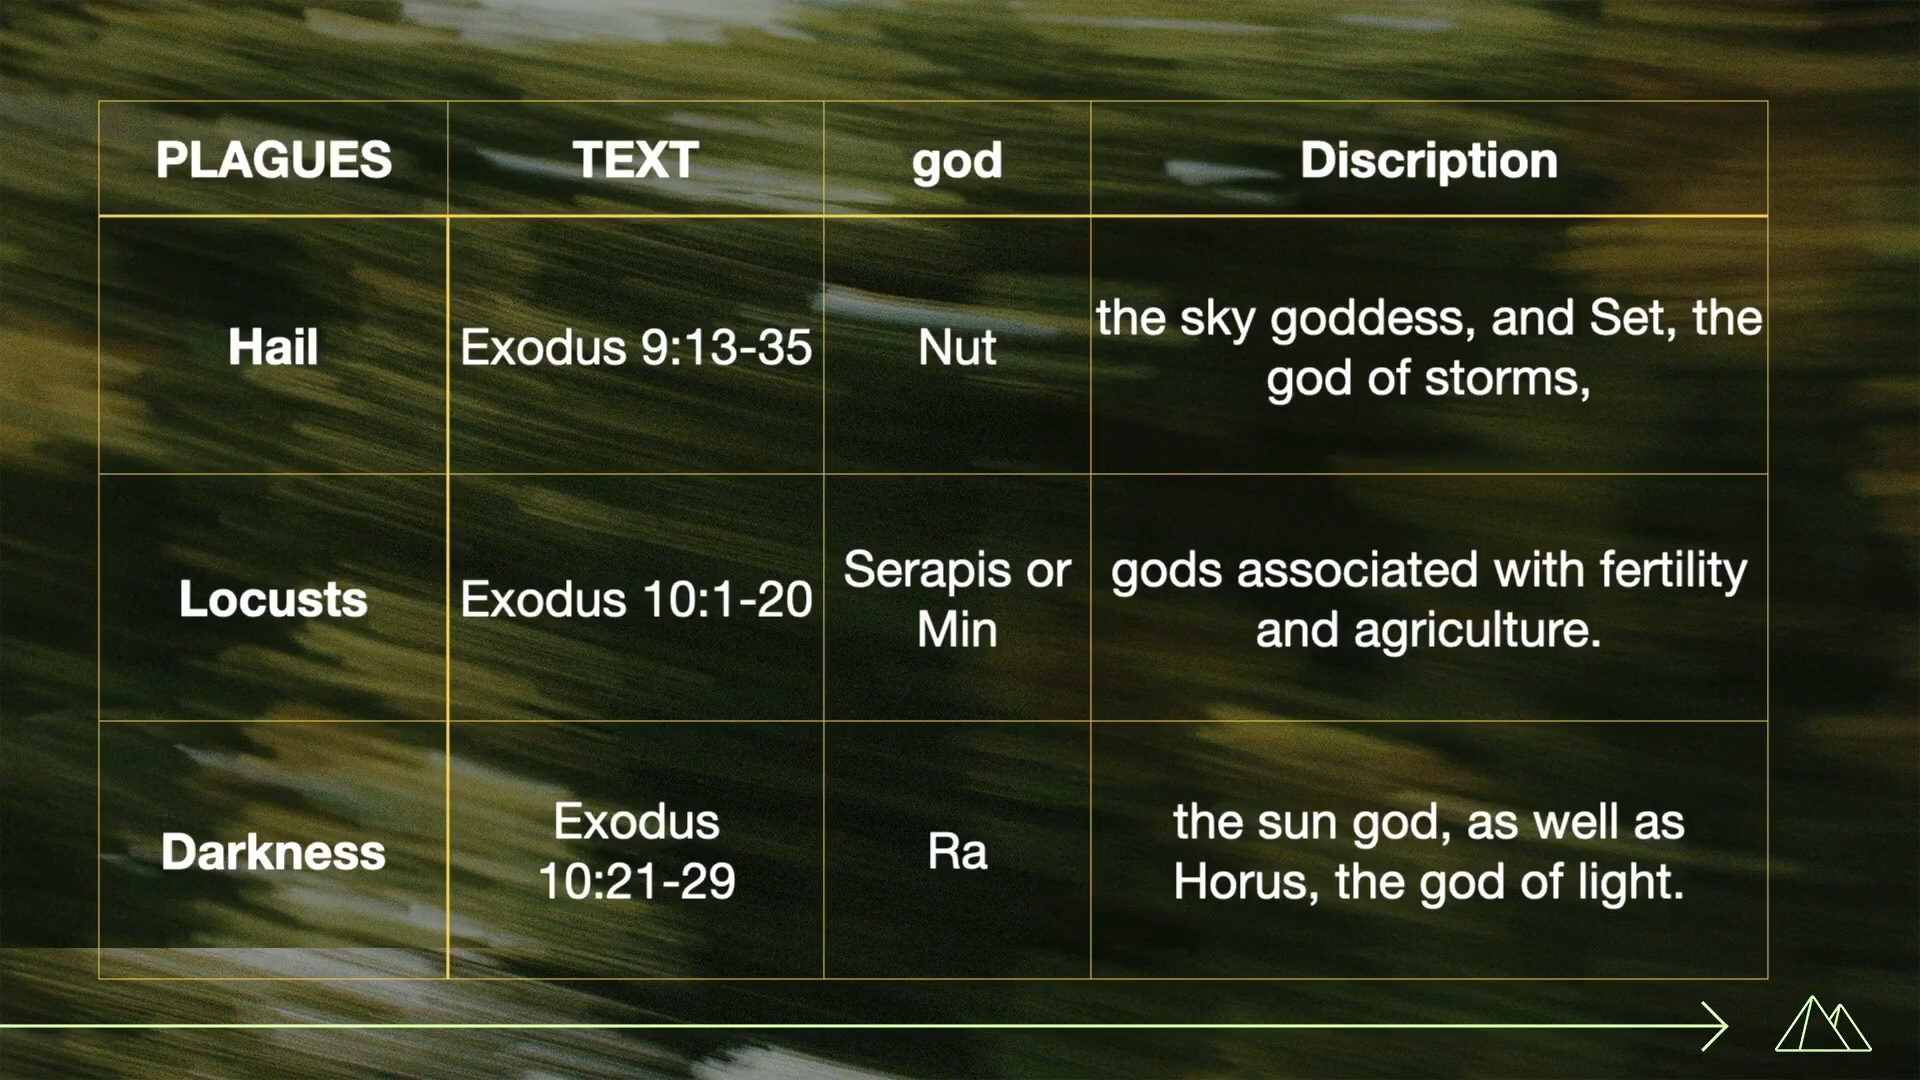 PLAGUES TEXT god Discription
Hail Exodus 9:13-35 Nut the sky goddess, and Set, the
god of storms,
Locusts Exodus 10:1-20 Serapis or
Min gods associated with fertility
and agriculture.
Darkness Exodus
10:21-29 Ra the sun god, as well as
Horus, the god of light.